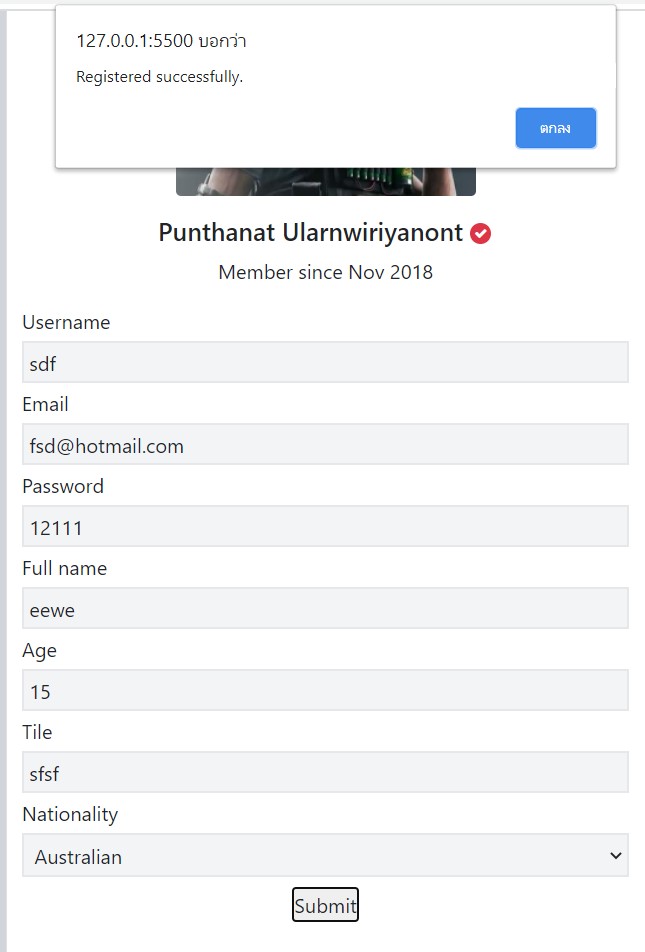 127.0.0.1:5500 บอกว่า
Registered successfully.
ตกลง
Punthanat Ularnwiriyanont
Member since Nov 2018
Username
sdf
Email
fsd@hotmail.com
Password
12111
Full name
eewe
Age
15
Tile
sfsf
Nationality
Australian
Submit